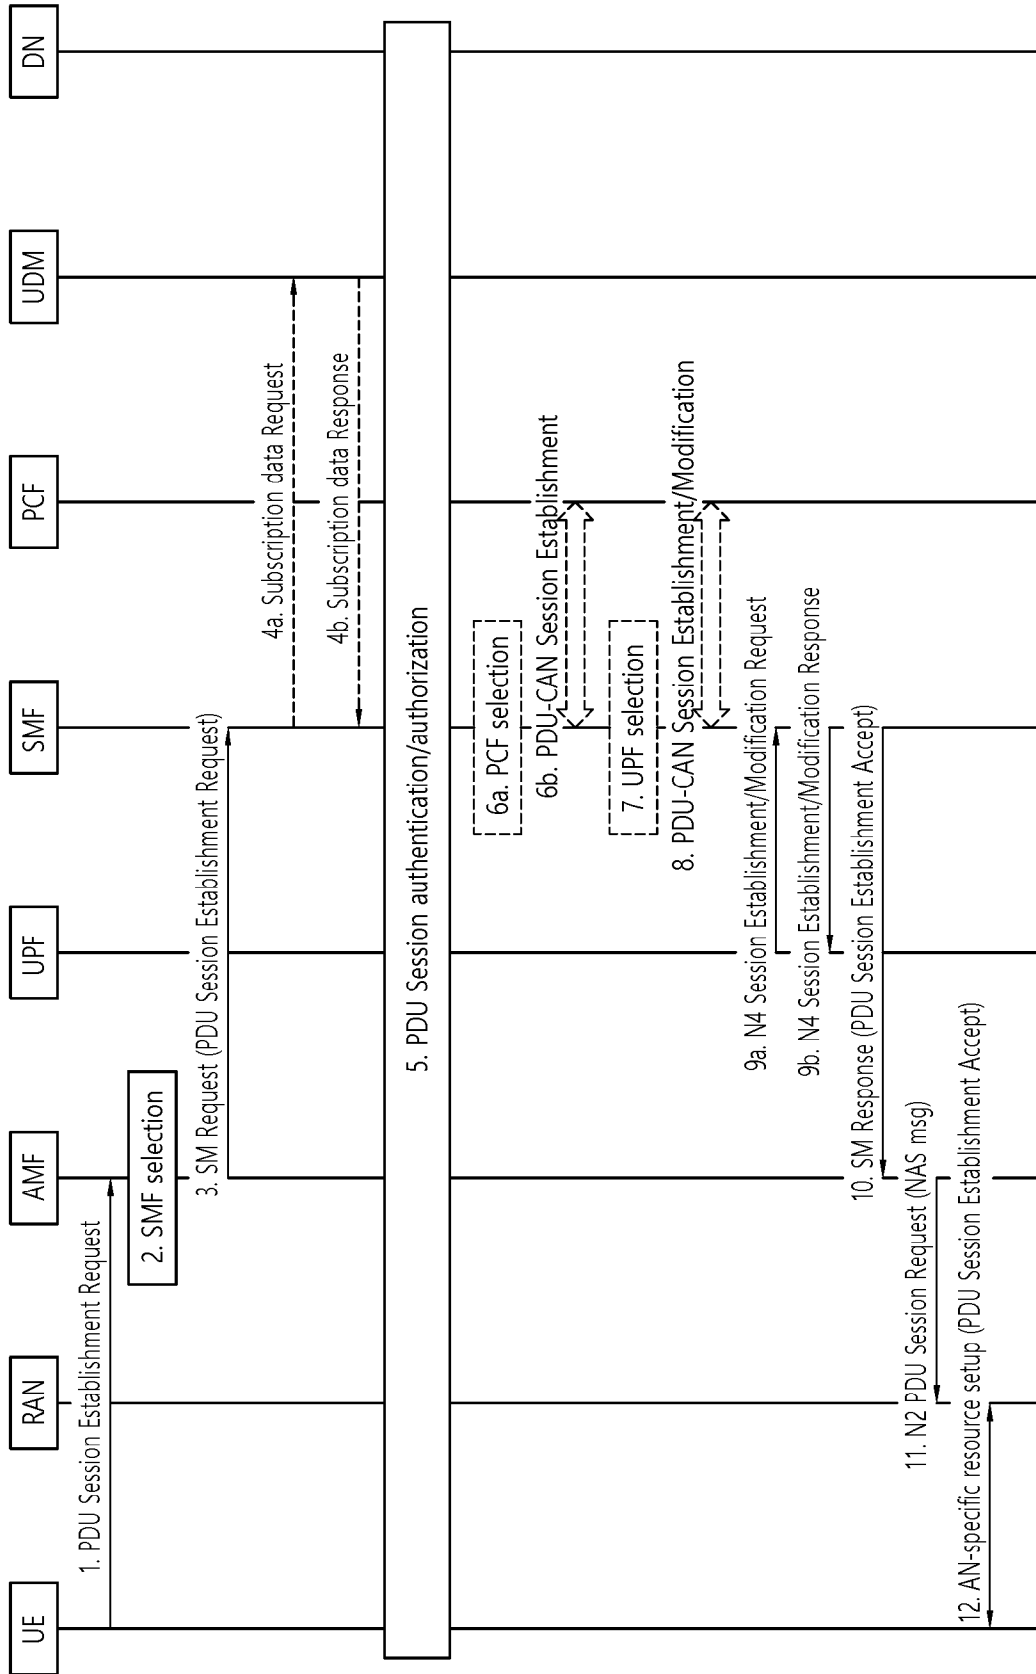 UE
RAN
AMF
UPF
SMF
PCF
UDM
DN
1. PDU Session Establishment Request
2. SMF selection
3. SM Request (PDU Session Establishment Request)
4a. Subscription data Request
4b. Subscription data Response
5. PDU Session authentication/authorization
6a. PCF selection
6b. PDU-CAN Session Establishment
7. UPF selection
8. PDU-CAN Session Establishment/Modification
9a. N4 Session Establishment/Modification Request
9b. N4 Session Establishment/Modification Response
10. SM Response (PDU Session Establishment Accept)
11. N2 PDU Session Request (NAS msg)
12. AN-specific resource setup (PDU Session Establishment Accept)